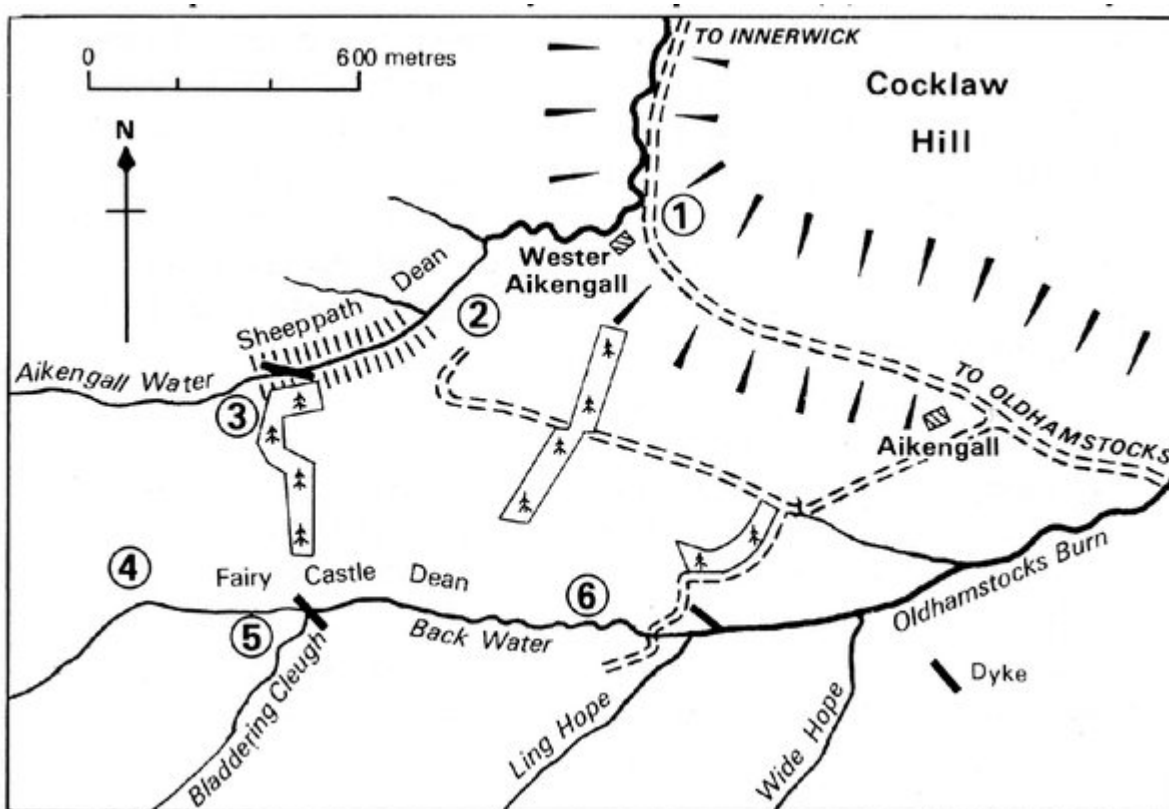 TO INNERWICK
0
600 metres
Cocklaw
Hill
N
1
Wester
Aikengall
Sheeppath Dean
2
Aikengall Water
3
TO OLDHAMSTOCKS
Aikengall
4
Fairy Castle Dean
5
6
Back Water
Oldhamstocks Burn
Bladdering Cleugh
Ling Hope
Wide Hope
Dyke